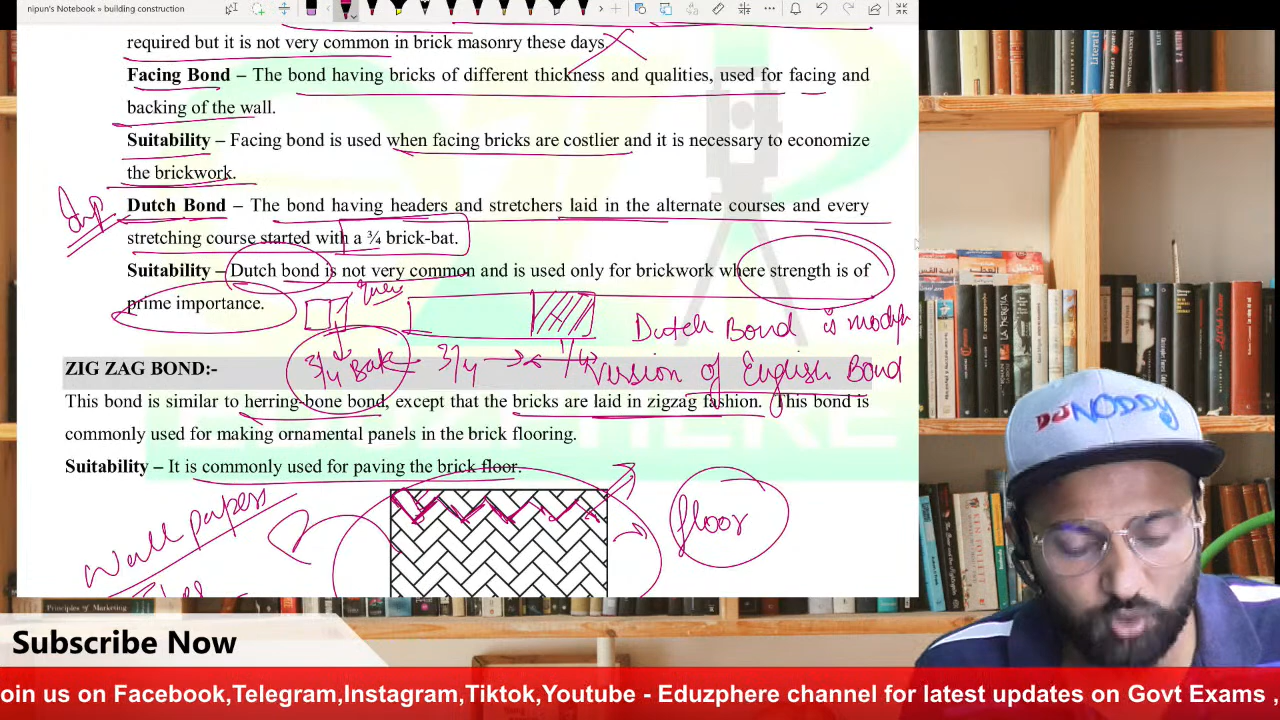 nipun's Notebook » building construction
required but it is not very common in brick masonry these days
Facing Bond – The bond having bricks of different thickness and qualities, used for facing and
backing of the wall.
Suitability – Facing bond is used when facing bricks are costlier and it is necessary to economize
the brickwork.
Imp
Dutch Bond – The bond having headers and stretchers laid in the alternate courses and every
stretching course started with a ¾ brick-bat.
Suitability – Dutch bond is not very common and is used only for brickwork where strength is of
prime importance.
Dutch Bond is modify
3/4 Bat
3/4
1/4
Version of English Bond
ZIG ZAG BOND:-
This bond is similar to herring-bone bond, except that the bricks are laid in zigzag fashion. This bond is
commonly used for making ornamental panels in the brick flooring.
Suitability – It is commonly used for paving the brick floor.
Wall papers
floor
DJ NODDY
Principles of Marketing
Subscribe Now
oin us on Facebook,Telegram,Instagram,Tiktok,Youtube - Eduzphere channel for latest updates on Govt Exams ,